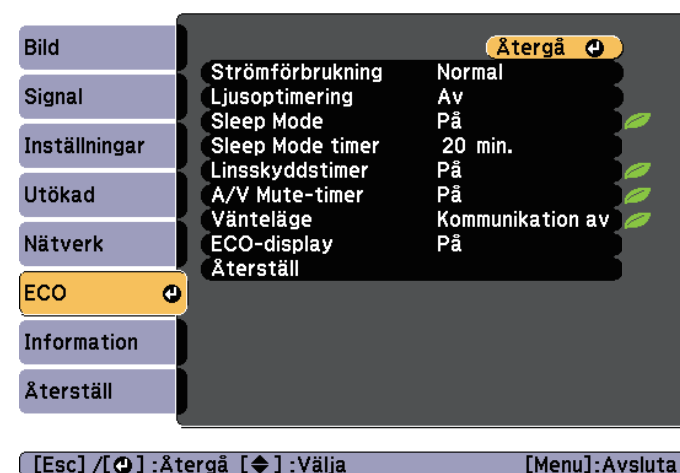 Bild
Signal
Inställningar
Utökad
Nätverk
ECO
Information
Återställ
Återgå
Strömförbrukning Normal
Ljusoptimering Av
Sleep Mode På
Sleep Mode timer 20 min.
Linsskyddstimer På
A/V Mute-timer På
Vänteläge Kommunikation av
ECO-display På
Återställ
[Esc] /[ ] :Återgå [ ] :Välja [Menu]:Avsluta